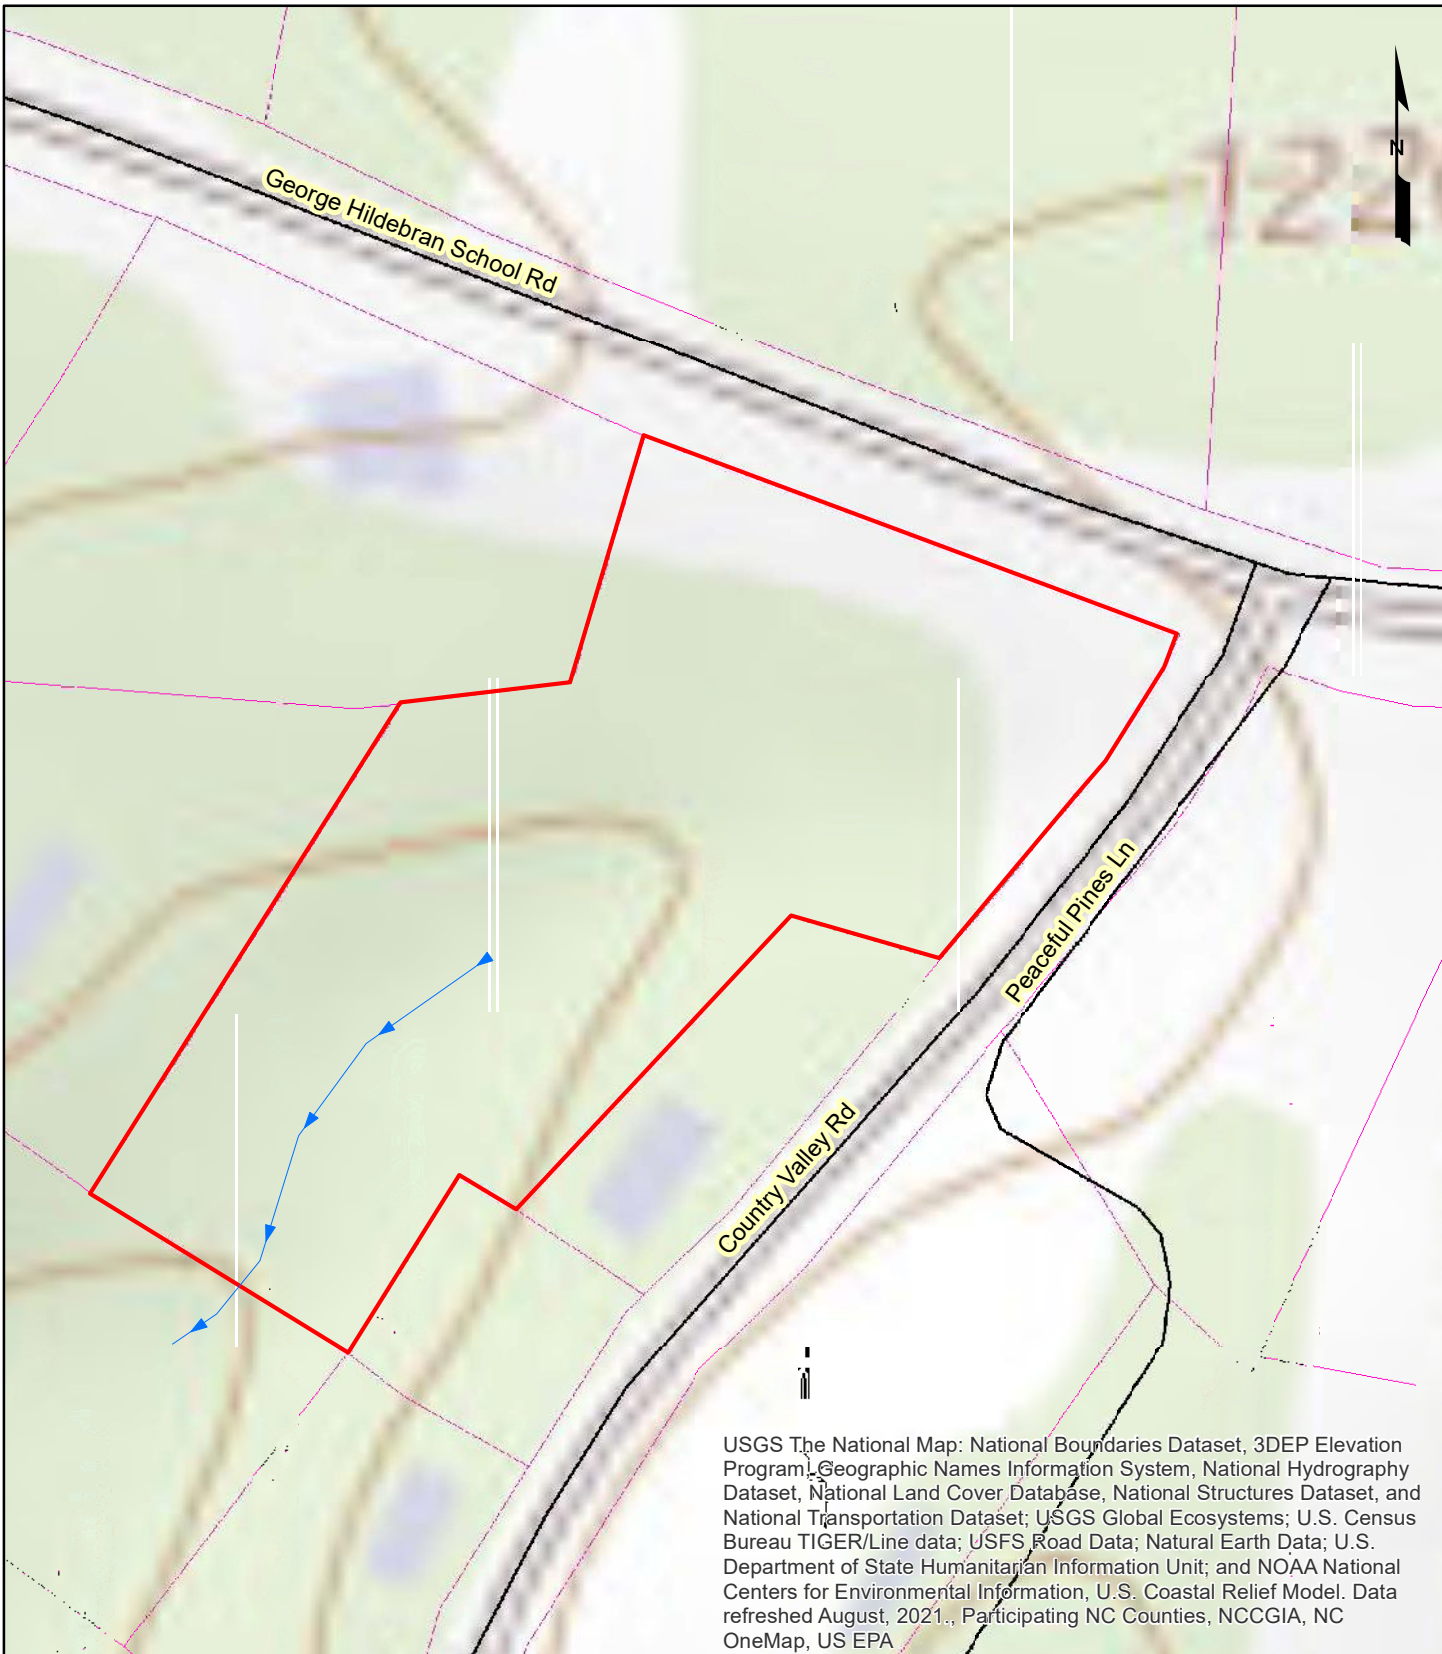 N
122
George Hildebran School Rd
Peaceful Pines Ln
Country Valley Rd
USGS The National Map: National Boundaries Dataset, 3DEP Elevation
Program, Geographic Names Information System, National Hydrography
Dataset, National Land Cover Database, National Structures Dataset, and
National Transportation Dataset; USGS Global Ecosystems; U.S. Census
Bureau TIGER/Line data; USFS Road Data; Natural Earth Data; U.S.
Department of State Humanitarian Information Unit; and NOAA National
Centers for Environmental Information, U.S. Coastal Relief Model. Data
refreshed August, 2021., Participating NC Counties, NCCGIA, NC
OneMap, US EPA